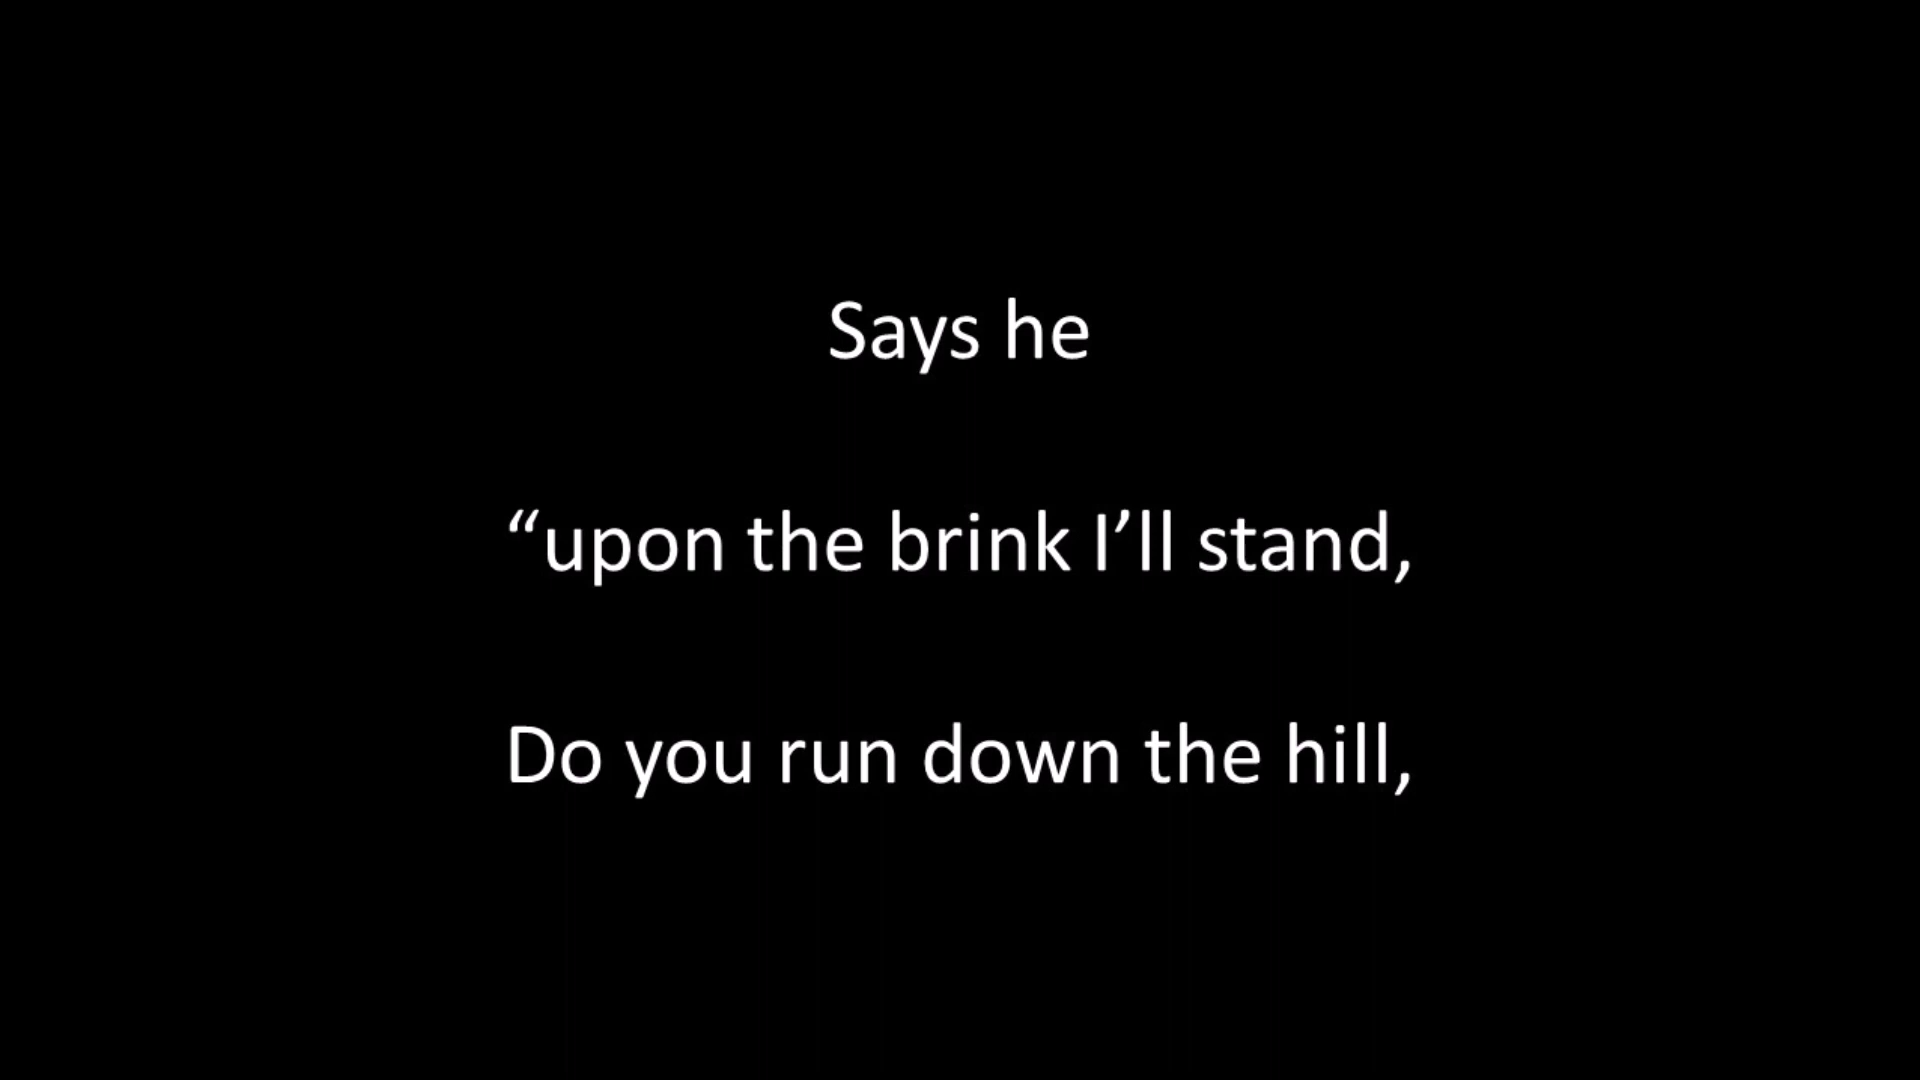 Says he
“upon the brink I’ll stand,
Do you run down the hill,